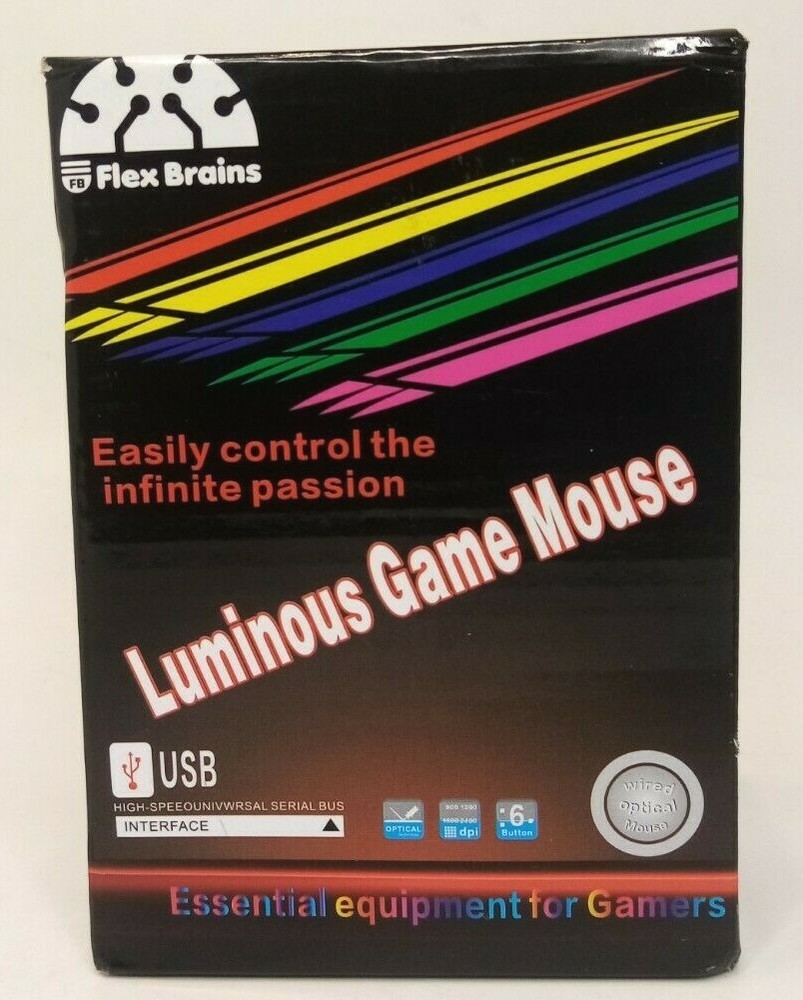 FB Flex Brains
Easily control the
infinite passion
Luminous Game Mouse
USB
HIGH-SPEEOUNIVWRSAL SERIAL BUS
INTERFACE
OPTICAL
800 1200
1600 2400
dpi
6
Button
wired
optical
Mouse
Essential equipment for Gamers